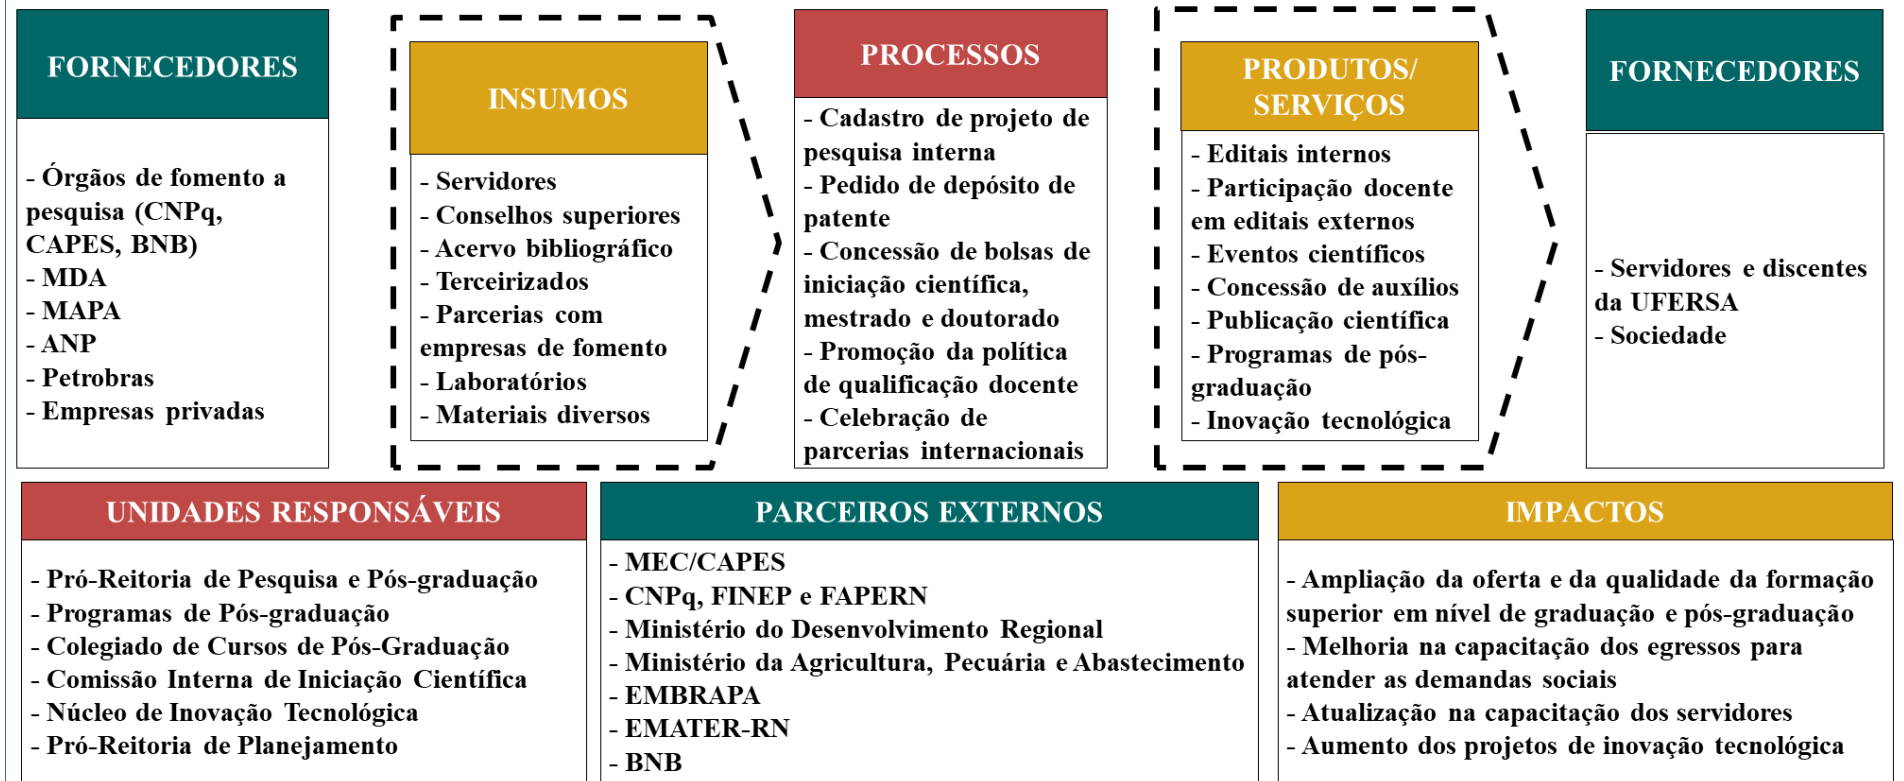 FORNECEDORES
- Órgãos de fomento a
pesquisa (CNPq,
CAPES, BNB)
- MDA
- MAPA
- ANP
- Petrobras
- Empresas privadas
INSUMOS
- Servidores
- Conselhos superiores
- Acervo bibliográfico
- Terceirizados
- Parcerias com
empresas de fomento
- Laboratórios
- Materiais diversos
PROCESSOS
- Cadastro de projeto de
pesquisa interna
- Pedido de depósito de
patente
- Concessão de bolsas de
iniciação científica,
mestrado e doutorado
- Promoção da política
de qualificação docente
- Celebração de
parcerias internacionais
PRODUTOS/
SERVIÇOS
- Editais internos
- Participação docente
em editais externos
- Eventos científicos
- Concessão de auxílios
- Publicação científica
- Programas de pós-
graduação
- Inovação tecnológica
FORNECEDORES
- Servidores e discentes
da UFERSA
- Sociedade
UNIDADES RESPONSÁVEIS
- Pró-Reitoria de Pesquisa e Pós-graduação
- Programas de Pós-graduação
- Colegiado de Cursos de Pós-Graduação
- Comissão Interna de Iniciação Científica
- Núcleo de Inovação Tecnológica
- Pró-Reitoria de Planejamento
PARCEIROS EXTERNOS
- MEC/CAPES
- CNPq, FINEP e FAPERN
- Ministério do Desenvolvimento Regional
- Ministério da Agricultura, Pecuária e Abastecimento
- EMBRAPA
- EMATER-RN
- BNB
IMPACTOS
- Ampliação da oferta e da qualidade da formação
superior em nível de graduação e pós-graduação
- Melhoria na capacitação dos egressos para
atender as demandas sociais
- Atualização na capacitação dos servidores
- Aumento dos projetos de inovação tecnológica